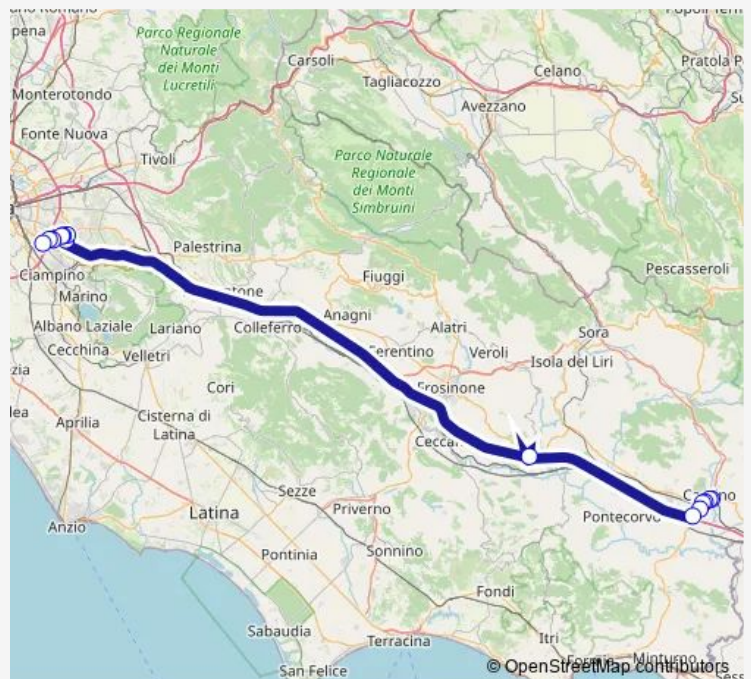 pena
Parco Regionale
Naturale
dei Monti
Lucretili
Carsoli
Tagliacozzo
Celano
Pratola P
Monterotondo
Avezzano
Fonte Nuova
Tivoli
Parco Naturale
Regionale
dei Monti
Simbruini
Palestrina
Ciampino
Marino
Fiuggi
Pescasseroli
Albano Laziale
Lariano
Colleferro
Anagni
Alatri
Sora
Cecchina
Velletri
Ferentino
Veroli
Isola del Liri
Cori
Frosinone
Aprilia
Cisterna di
Latina
Sezze
Latina
Priverno
Pontecorvo
Anzio
Pontinia
Sonnino
Fondi
Sabaudia
Terracina
Itri
San Felice
Minturno
© OpenStreetMap contributors